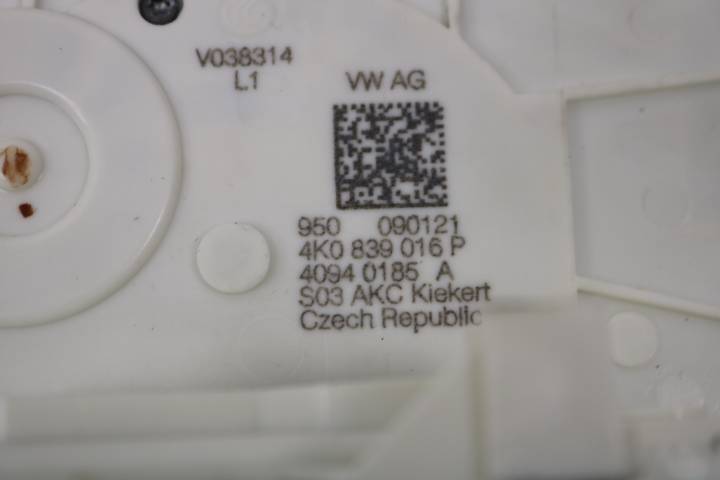 V038314
L1
VW AG
950 090121
4K0 839 016 P
4094 0185 A
S03 AKC Kiekert
Czech Republic